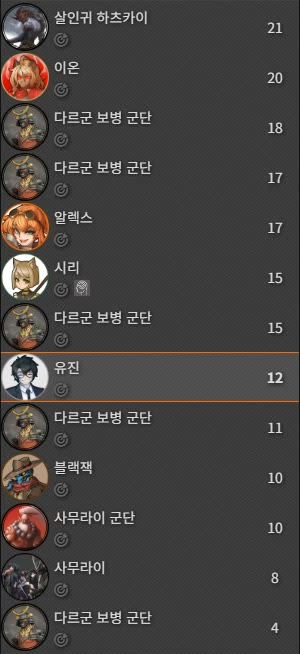 살인귀 하츠카이 21
이온 20
다르군 보병 군단 18
다르군 보병 군단 17
알렉스 17
시리 15
다르군 보병 군단 15
유진 12
다르군 보병 군단 11
블랙잭 10
사무라이 군단 10
사무라이 8
다르군 보병 군단 4